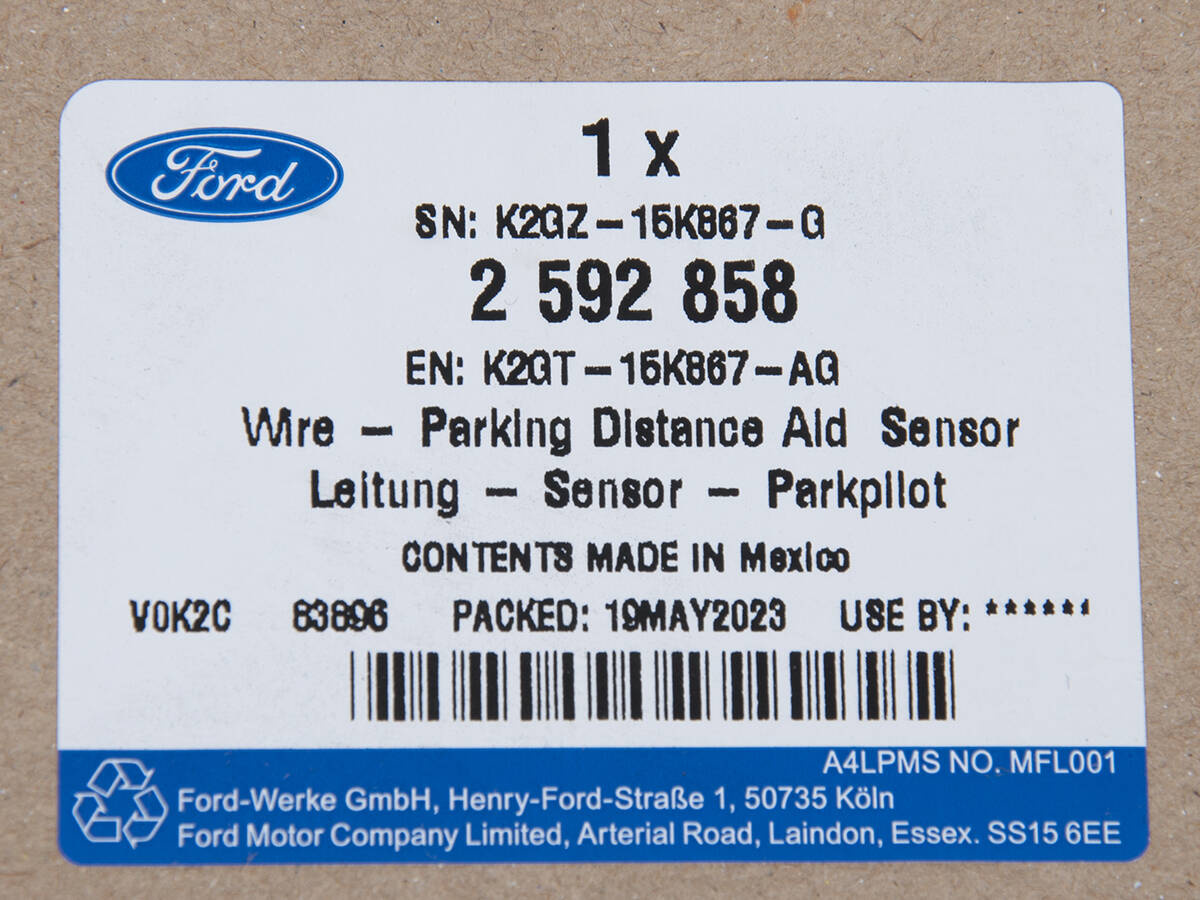 Ford
1 x
SN: K2GZ-15K867-G
2 592 858
EN: K2GT-15K867-AG
Wire - Parking Distance Aid Sensor
Leitung - Sensor - Parkpilot
CONTENTS MADE IN Mexico
V0K2C 83896 PACKED: 19MAY2023 USE BY: ******
A4LPMS NO. MFL001
Ford-Werke GmbH, Henry-Ford-Straße 1, 50735 Köln
Ford Motor Company Limited, Arterial Road, Laindon, Essex. SS15 6EE